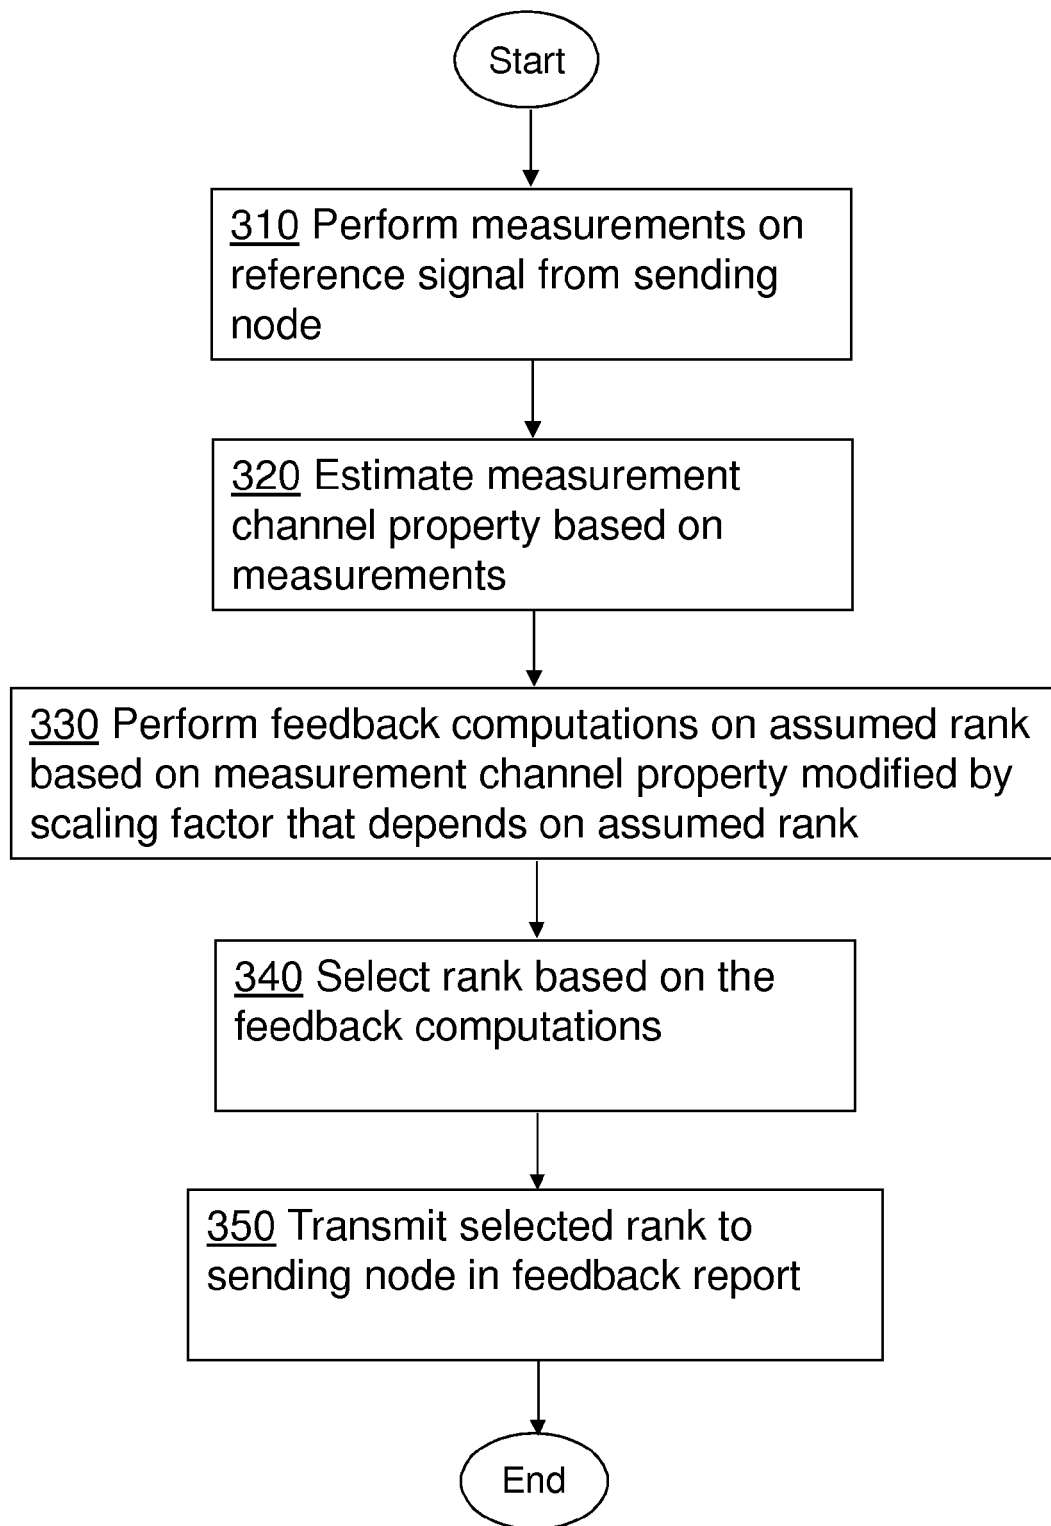 Start
310 Perform measurements on
reference signal from sending
node
320 Estimate measurement
channel property based on
measurements
330 Perform feedback computations on assumed rank
based on measurement channel property modified by
scaling factor that depends on assumed rank
340 Select rank based on the
feedback computations
350 Transmit selected rank to
sending node in feedback report
End